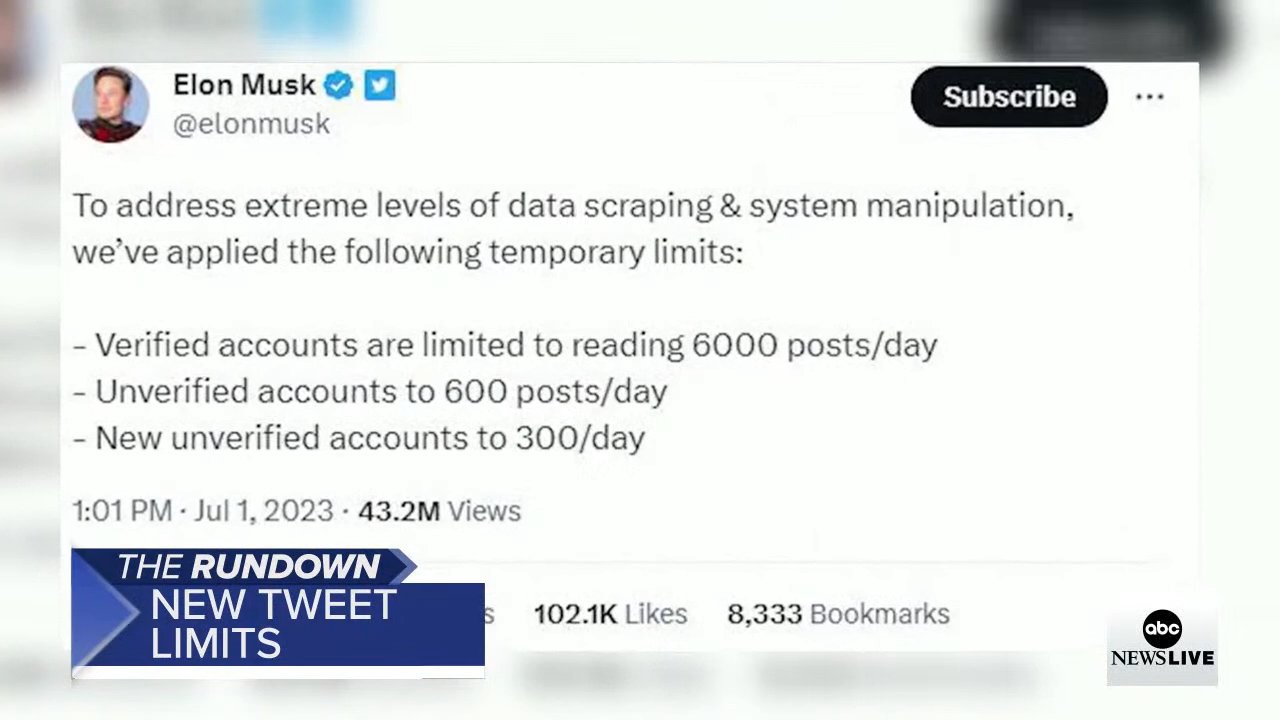 Elon Musk
@elonmusk
Subscribe
To address extreme levels of data scraping & system manipulation,
we’ve applied the following temporary limits:
- Verified accounts are limited to reading 6000 posts/day
- Unverified accounts to 600 posts/day
- New unverified accounts to 300/day
1:01 PM · Jul 1, 2023 · 43.2M Views
102.1K Likes 8,333 Bookmarks
THE RUNDOWN
NEW TWEET
LIMITS
abc
NEWSLIVE